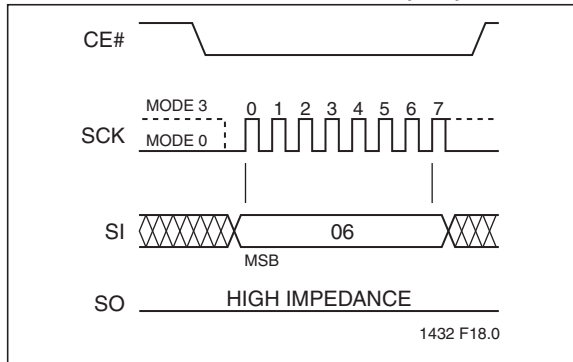 CE#
MODE 3
0 1 2 3 4 5 6 7
SCK
MODE 0
SI
06
MSB
SO
HIGH IMPEDANCE
1432 F18.0